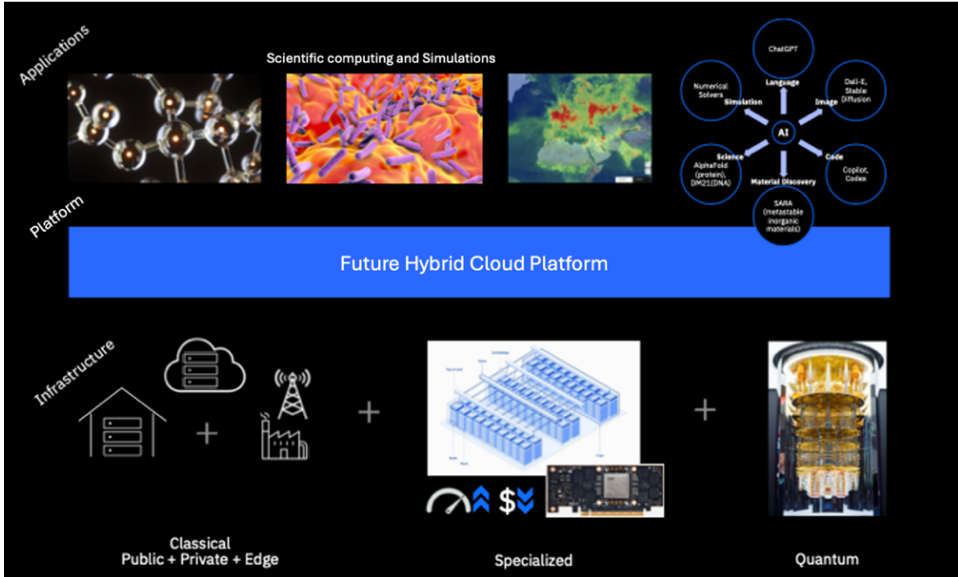 Applications
Scientific computing and Simulations
ChatGPT
Language
Numerical
Solvers
Simulation
Dall-E,
Stable
Diffusion
Image
AI
Science
AlphaFold
(protein),
DM21(DNA)
Code
Copilot,
Codex
Material Discovery
SARA
(metastable
inorganic
materials)
Platform
Future Hybrid Cloud Platform
Infrastructure
$
Classical
Public + Private + Edge
Specialized
Quantum